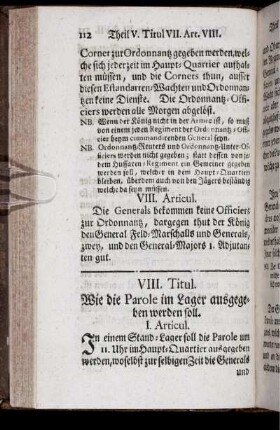 112 Theil V. Titul VII. Art. VIII.
Cornet zur Ordonnantz gegeben werden, wel-
che sich jederzeit im Haupt-Quartier aufhal-
ten müssen, und die Cornets thun, ausser
diesen Estandarten-Wachten und Ordonnan-
tzen keine Dienste. Die Ordonnantz-Offi-
ciers werden alle Morgen abgelöst.
NB. Wenn der König nicht in der Armee ist, so muß
von einem jeden Regiment der Ordonnantz-Offi-
cier beym commandirenden General seyn.
NB. Ordonnantz-Reuters und Ordonnantz-Unter-Of-
ficiers werden nicht gegeben; statt dessen von je-
dem Husaren-Regiment ein Gemeiner gegeben
werden soll, welcher in dem Haupt-Quartier
bleiben, überdem auch von den Jägers beständig
welche da seyn müssen.
VIII. Articul.
Die Generals bekommen keine Officiers
zur Ordonnantz, dargegen thut der König
den General Feld-Marschalls und Generals,
zwey, und den General-Majors 1. Adjutan-
ten gut.
VIII. Titul.
Wie die Parole im Lager ausgege-
ben werden soll.
I. Articul.
In einem Stand-Lager soll die Parole um
11. Uhr im Haupt-Quartier ausgegeben
werden, woselbst zur selbigen Zeit die Generals
und